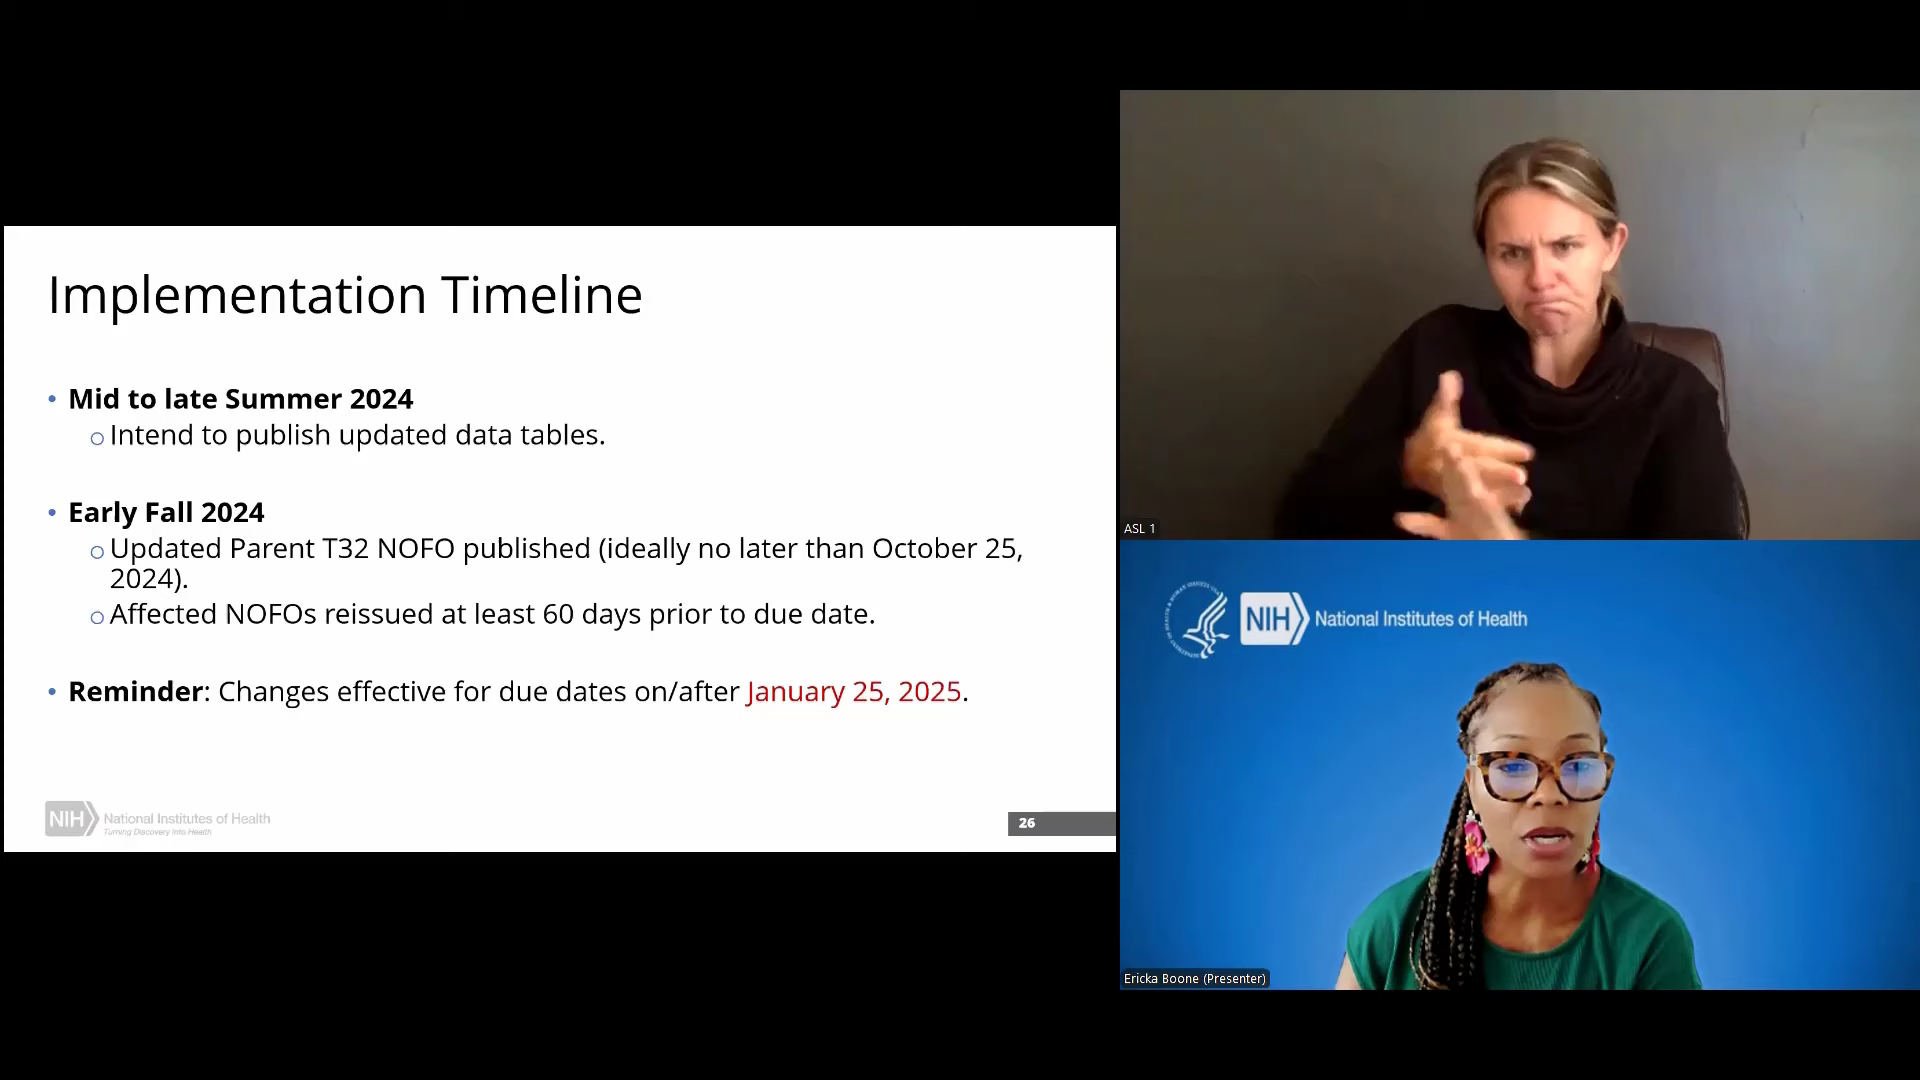 Implementation Timeline
• Mid to late Summer 2024
o Intend to publish updated data tables.
• Early Fall 2024
o Updated Parent T32 NOFO published (ideally no later than October 25,
2024).
o Affected NOFOs reissued at least 60 days prior to due date.
• Reminder: Changes effective for due dates on/after January 25, 2025.
NIH National Institutes of Health
Turning Discovery Into Health
26
ASL 1
NIH National Institutes of Health
Ericka Boone (Presenter)